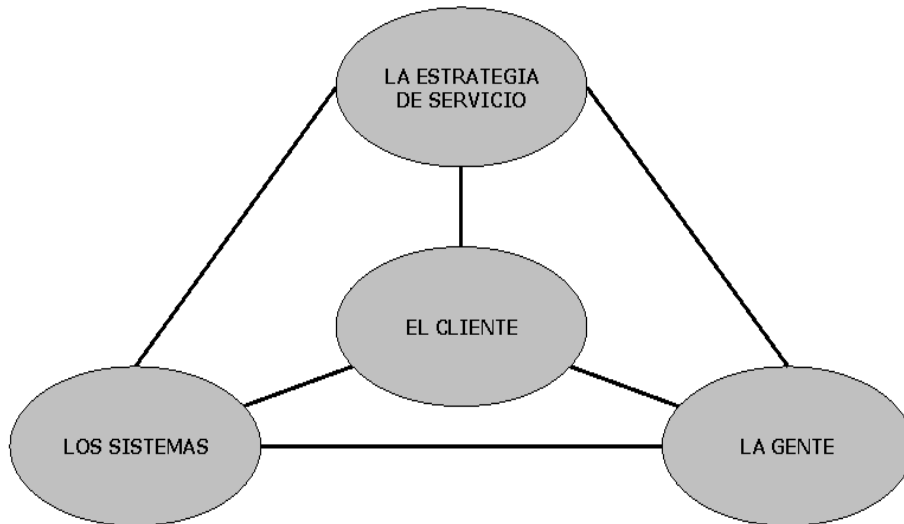 LA ESTRATEGIA
DE SERVICIO
EL CLIENTE
LOS SISTEMAS
LA GENTE